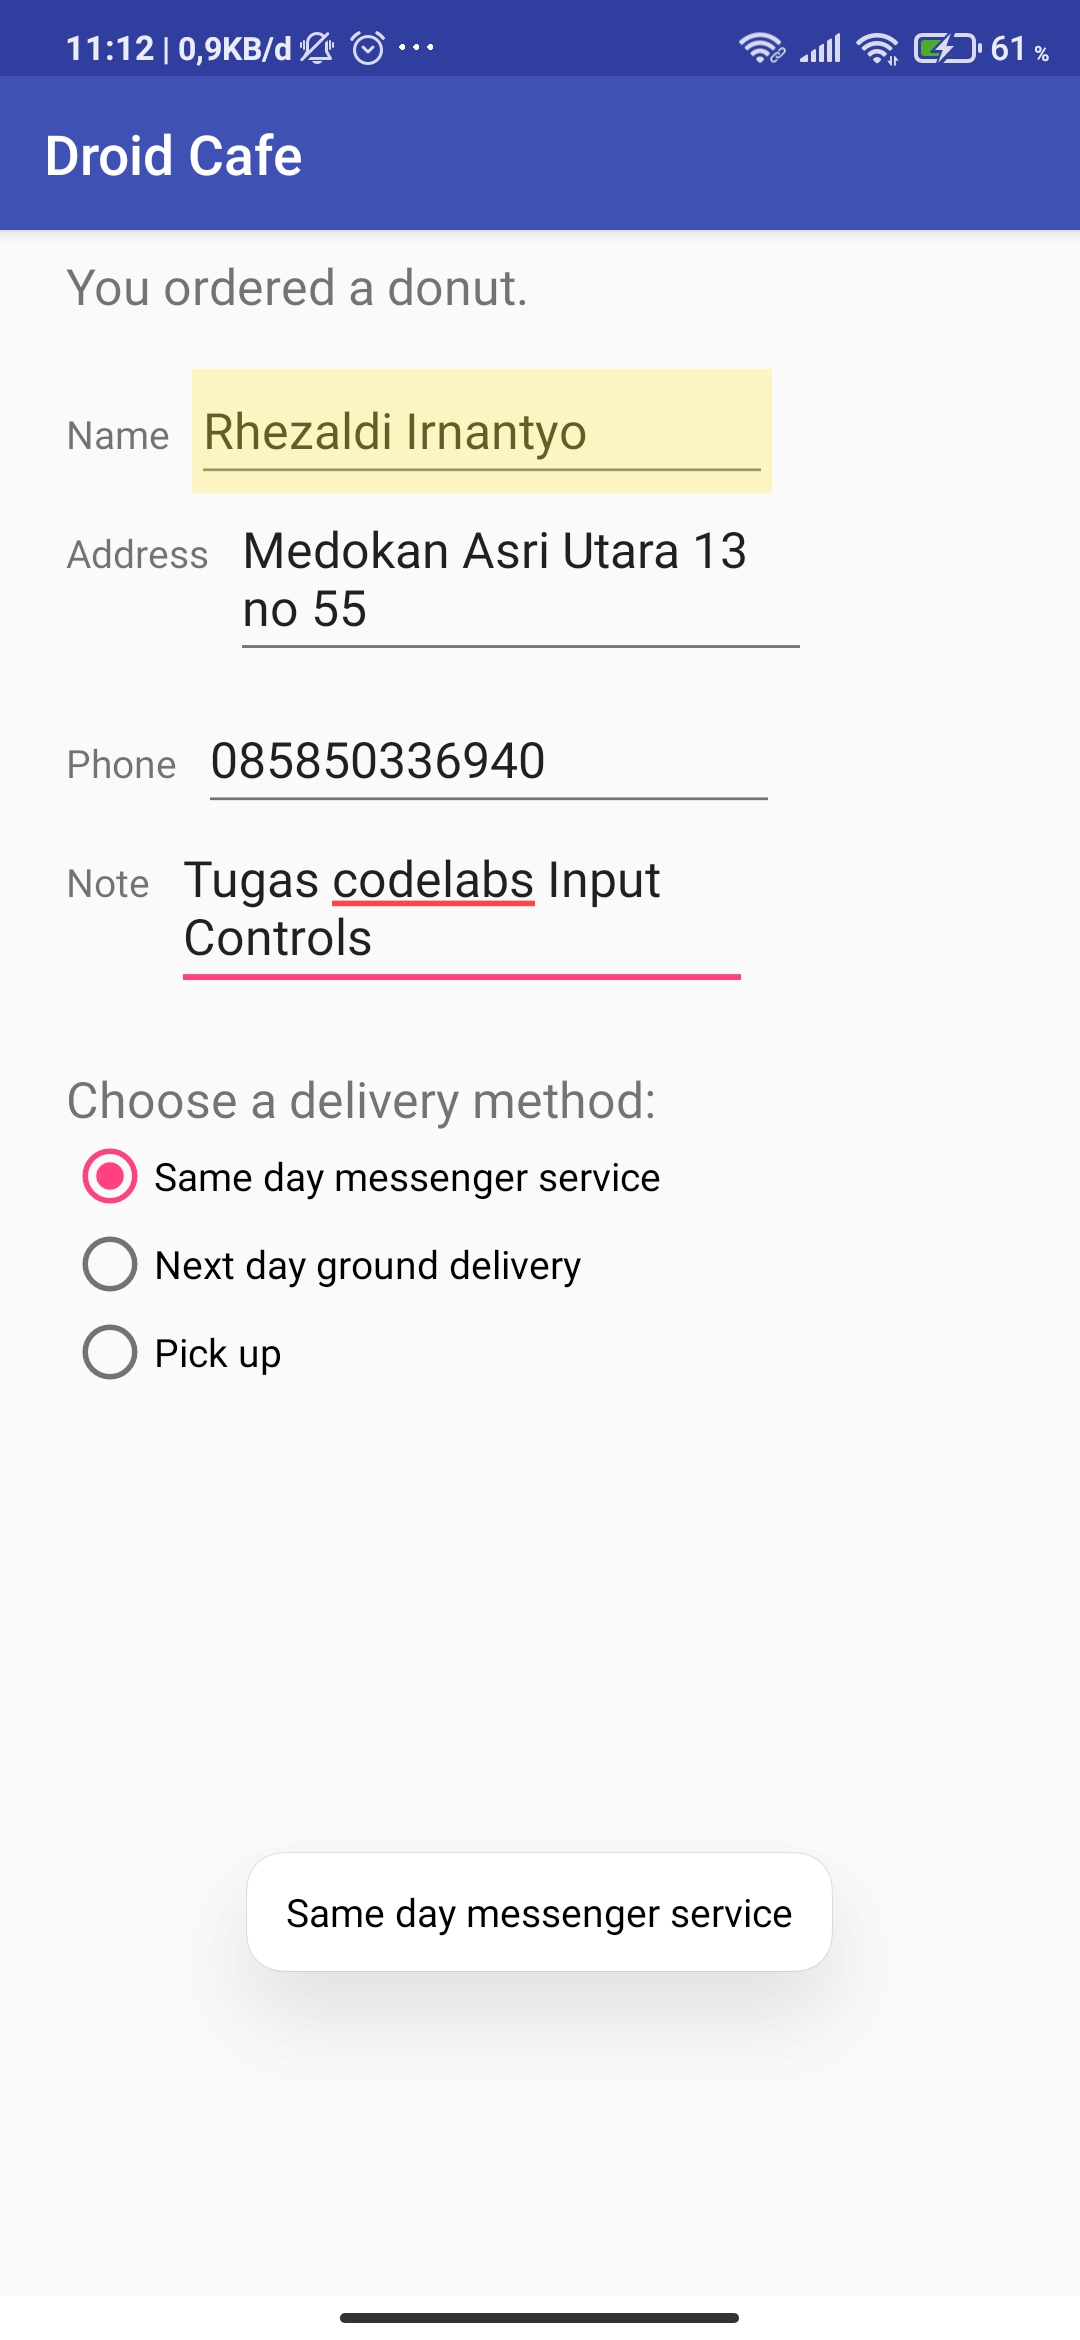 11:12 | 0,9KB/d ... 61 %
Droid Cafe
You ordered a donut.
Name Rhezaldi Irnantyo
Address Medokan Asri Utara 13
no 55
Phone 085850336940
Note Tugas codelabs Input
Controls
Choose a delivery method:
Same day messenger service
Next day ground delivery
Pick up
Same day messenger service